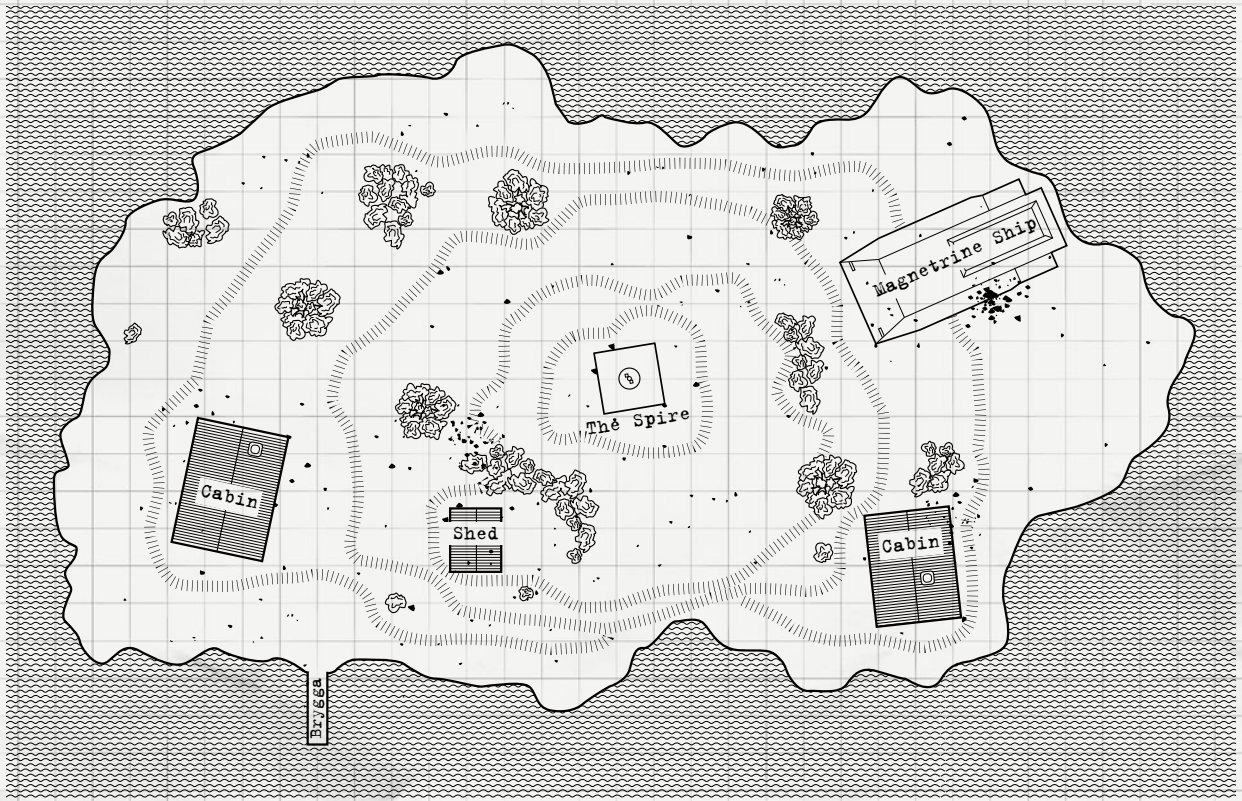 Magnetrine Ship
The Spire
Cabin
Shed
Cabin
Brygga